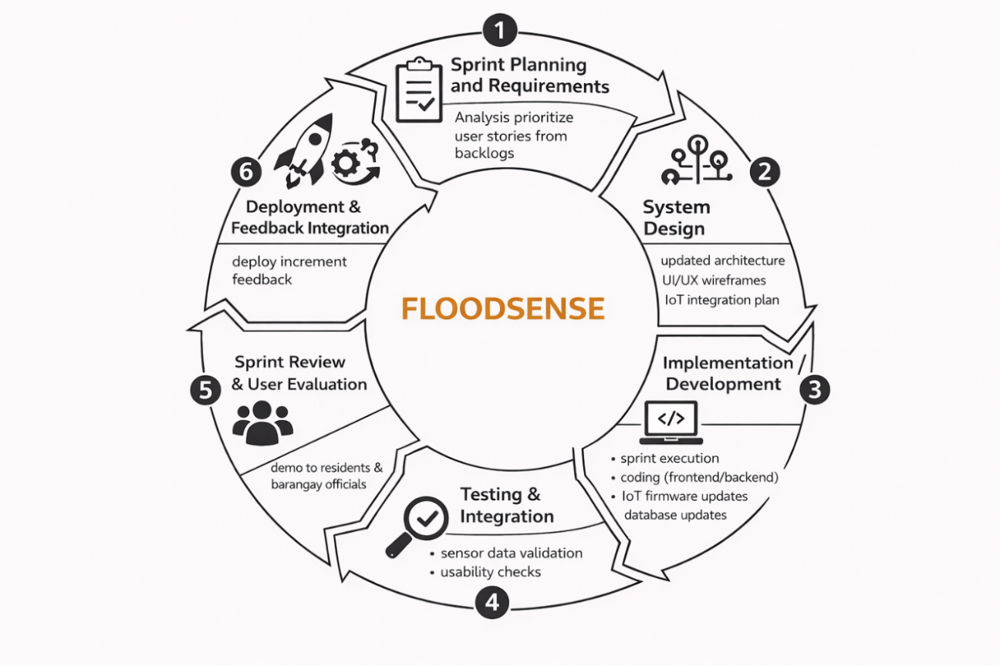 1
Sprint Planning
and Requirements
Analysis prioritize
user stories from
backlogs
2
System
Design
updated architecture
UI/UX wireframes
IoT integration plan
3
Implementation /
Development
</>
• sprint execution
• coding (frontend/backend)
• IoT firmware updates
database updates
4
Testing &
Integration
• sensor data validation
• usability checks
5
Sprint Review
& User Evaluation
demo to residents &
barangay officials
6
Deployment &
Feedback Integration
deploy increment
feedback
FLOODSENSE